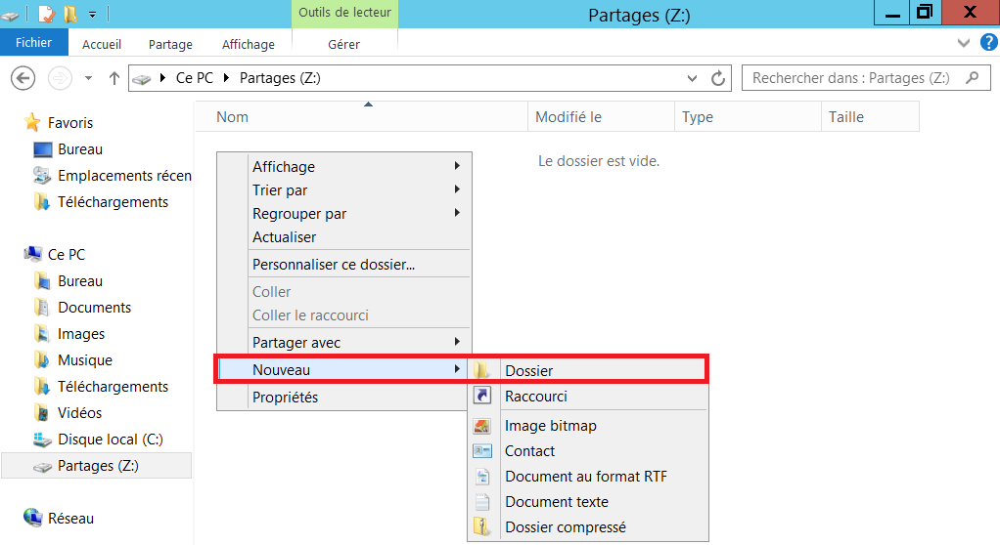 Outils de lecteur
Partages (Z:)
Fichier
Accueil
Partage
Affichage
Gérer
Ce PC
Partages (Z:)
Rechercher dans : Partages (Z:)
Favoris
Bureau
Emplacements récen
Téléchargements
Ce PC
Bureau
Documents
Images
Musique
Téléchargements
Vidéos
Disque local (C:)
Partages (Z:)
Réseau
Nom
Modifié le
Type
Taille
Le dossier est vide.
Affichage
Trier par
Regrouper par
Actualiser
Personnaliser ce dossier...
Coller
Coller le raccourci
Partager avec
Nouveau
Propriétés
Dossier
Raccourci
Image bitmap
Contact
Document au format RTF
Document texte
Dossier compressé